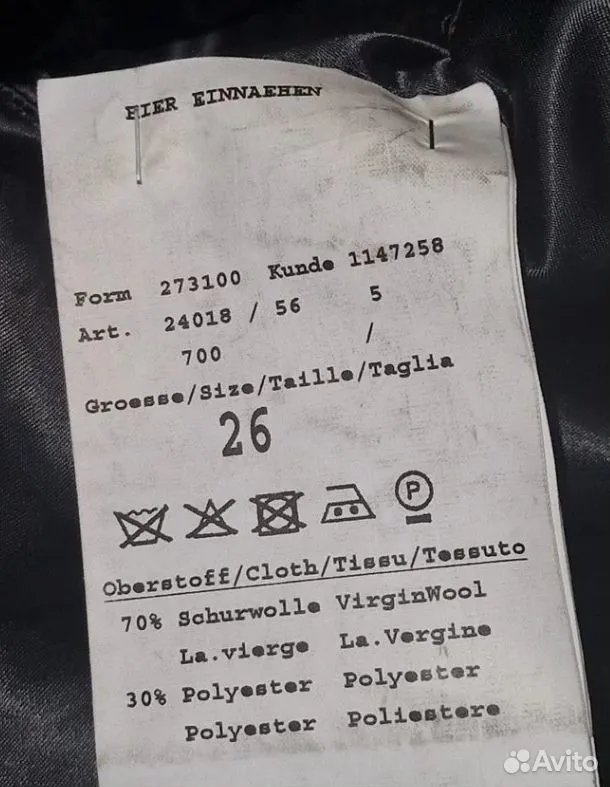 HIER EINNAEHEN
Form 273100 Kunde 1147258
Art. 24018 / 56 5
700 /
Groesse/Size/Taille/Taglia
26
P
Oberstoff/Cloth/Tissu/Tessuto
70% Schurwolle VirginWool
La.vierge La.Vergine
30% Polyester Polyester
Polyester Poliestere
Avito